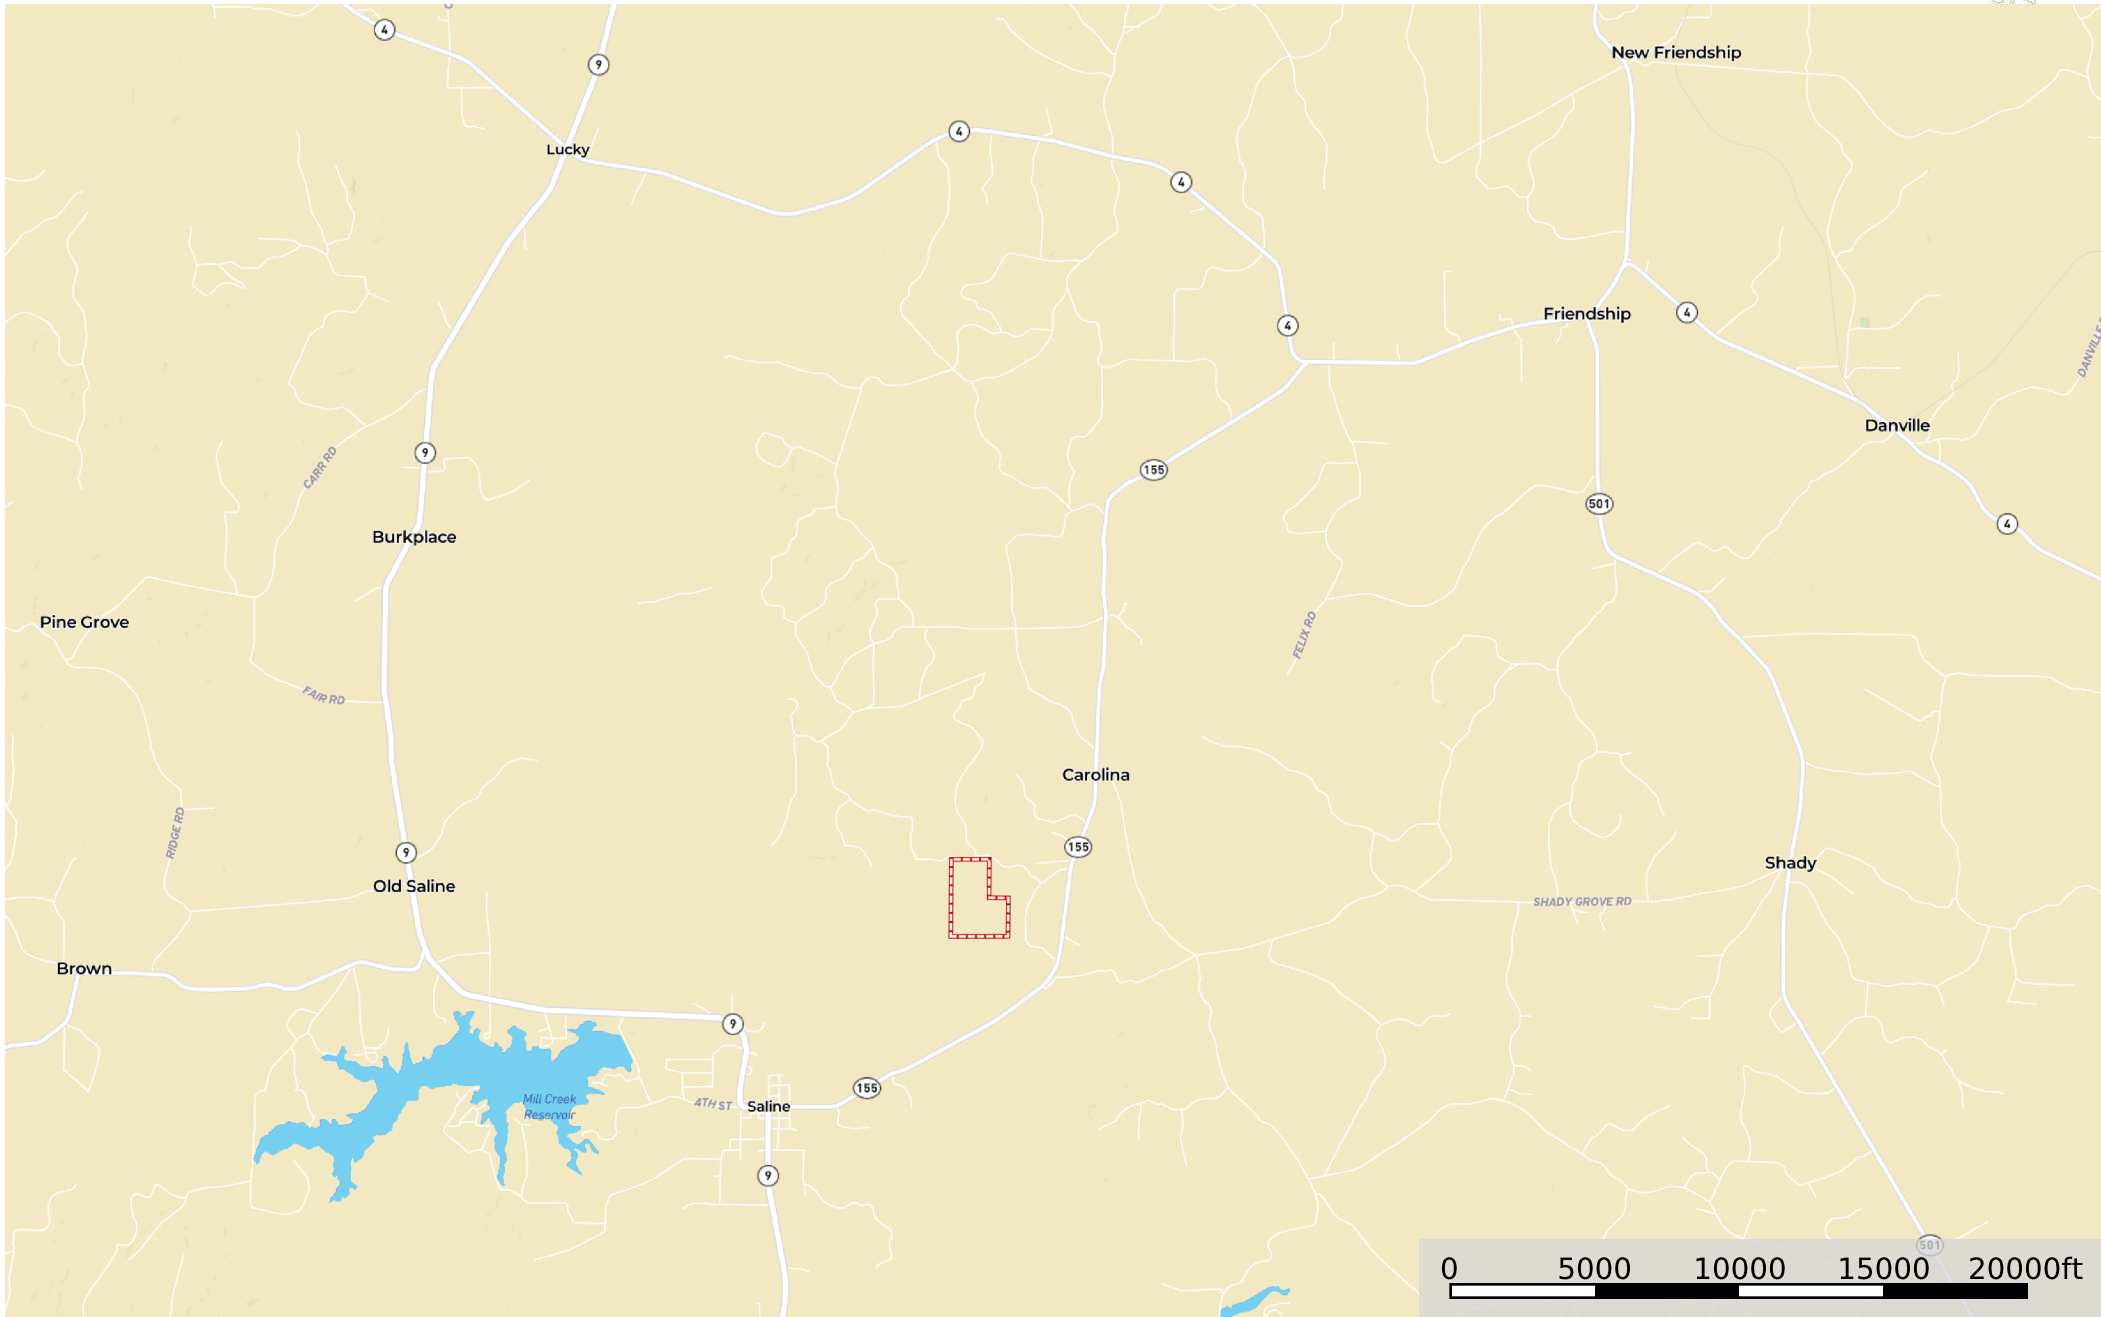 4
9
New Friendship
Lucky
4
4
4
Friendship
4
DANVILLE
Danville
9
CARR RD
155
501
4
Burkplace
Pine Grove
FELIX RD
FAIR RD
Carolina
RIDGE RD
9
155
Old Saline
Shady
SHADY GROVE RD
Brown
9
Mill Creek
Reservoir
4TH ST
Saline
155
9
501
0 5000 10000 15000 20000ft